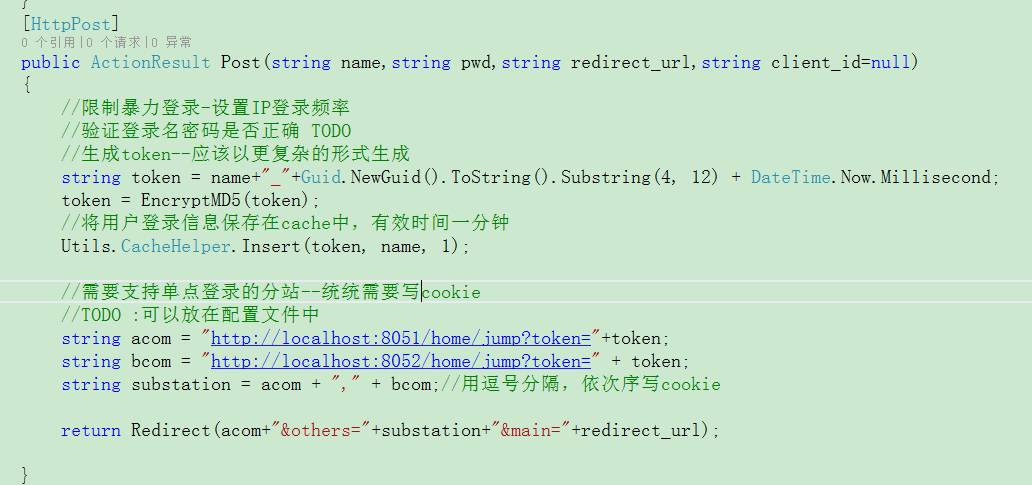 }
[HttpPost]
0 个引用|0 个请求|0 异常
public ActionResult Post(string name,string pwd,string redirect_url,string client_id=null)
{
//限制暴力登录-设置IP登录频率
//验证登录名密码是否正确 TODO
//生成token--应该以更复杂的形式生成
string token = name+"_"+Guid.NewGuid().ToString().Substring(4, 12) + DateTime.Now.Millisecond;
token = EncryptMD5(token);
//将用户登录信息保存在cache中，有效时间一分钟
Utils.CacheHelper.Insert(token, name, 1);
//需要支持单点登录的分站--统统需要写cookie
//TODO :可以放在配置文件中
string acom = "http://localhost:8051/home/jump?token="+token;
string bcom = "http://localhost:8052/home/jump?token=" + token;
string substation = acom + "," + bcom;//用逗号分隔，依次序写cookie
return Redirect(acom+"&others="+substation+"&main="+redirect_url);
}